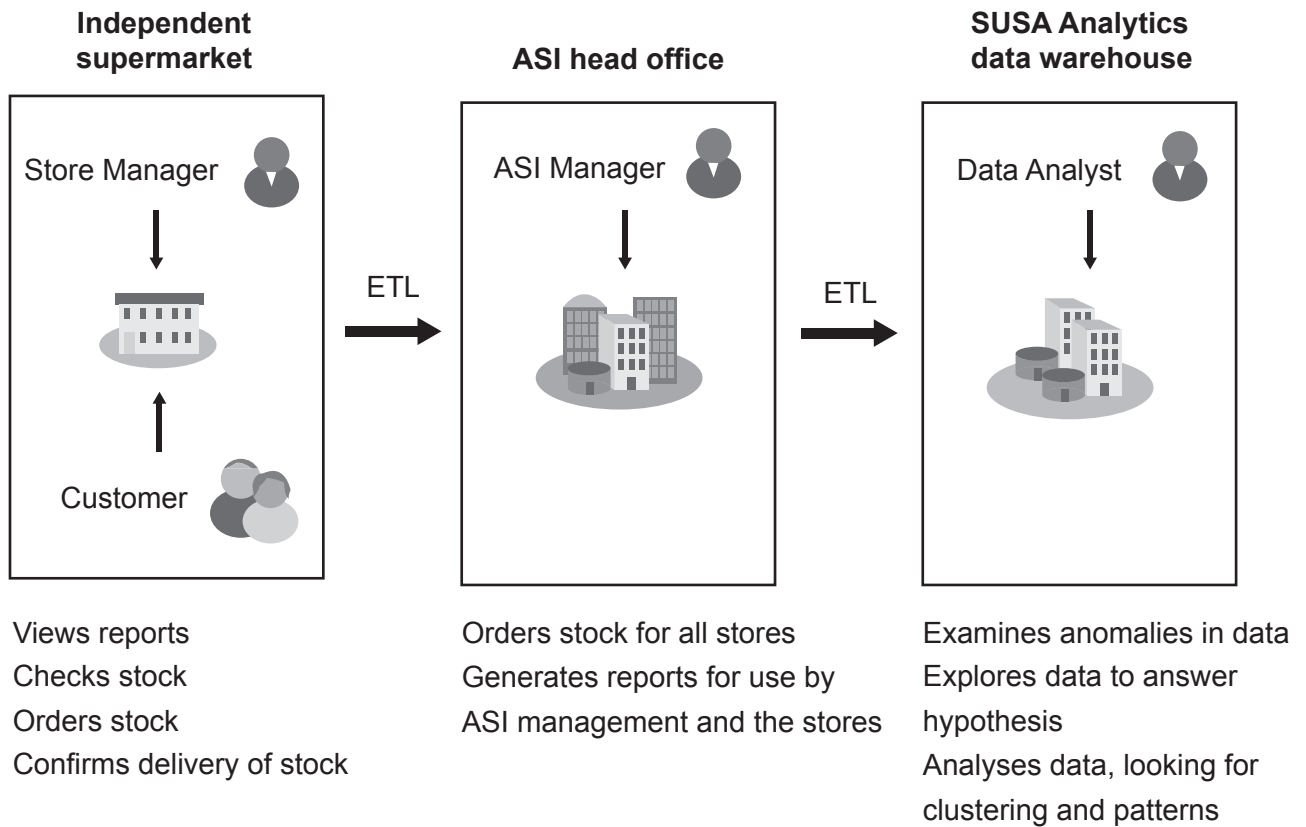 Independent
supermarket
ASI head office
SUSA Analytics
data warehouse
Store Manager
Customer
ETL
ASI Manager
ETL
Data Analyst
Views reports
Checks stock
Orders stock
Confirms delivery of stock
Orders stock for all stores
Generates reports for use by
ASI management and the stores
Examines anomalies in data
Explores data to answer
hypothesis
Analyses data, looking for
clustering and patterns